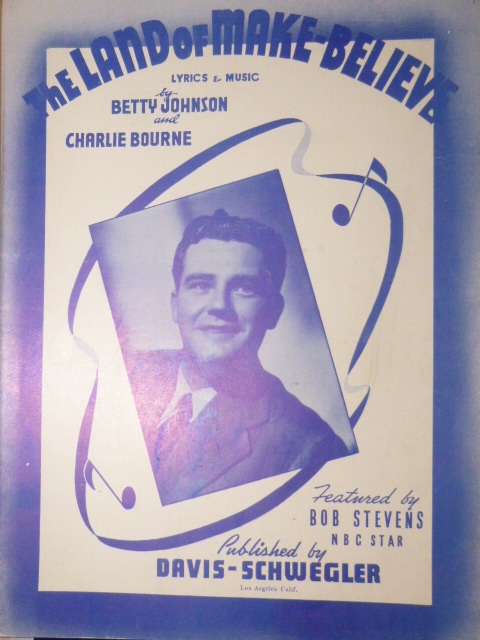 THE LAND OF MAKE-BELIEVE
LYRICS & MUSIC
by
BETTY JOHNSON
and
CHARLIE BOURNE
Featured by
BOB STEVENS
NBC STAR
Published by
DAVIS-SCHWEGLER
Los Angeles Calif.